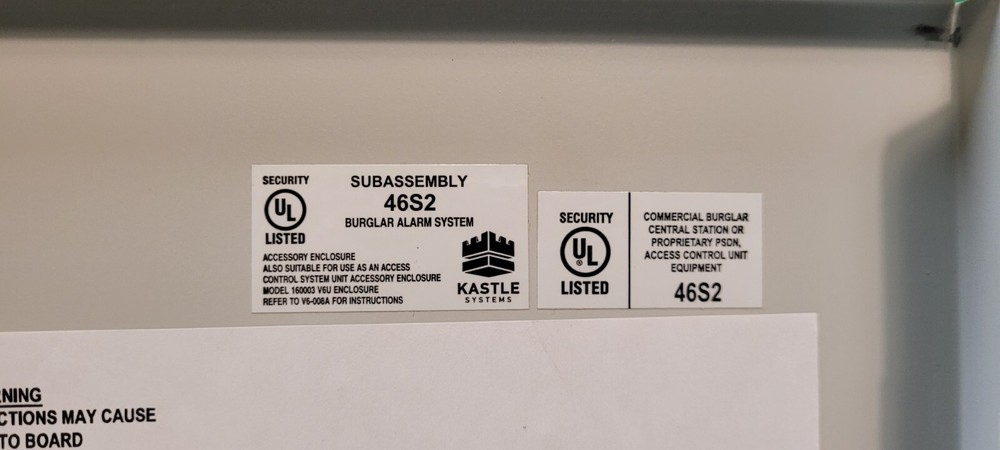 SECURITY
UL
LISTED
SUBASSEMBLY
46S2
BURGLAR ALARM SYSTEM
ACCESSORY ENCLOSURE
ALSO SUITABLE FOR USE AS AN ACCESS
CONTROL SYSTEM UNIT ACCESSORY ENCLOSURE
MODEL 160003 V6U ENCLOSURE
REFER TO V6-008A FOR INSTRUCTIONS
KASTLE
SYSTEMS
SECURITY
UL
®
LISTED
COMMERCIAL BURGLAR
CENTRAL STATION OR
PROPRIETARY PSDN,
ACCESS CONTROL UNIT
EQUIPMENT
46S2
RNING
CTIONS MAY CAUSE
TO BOARD